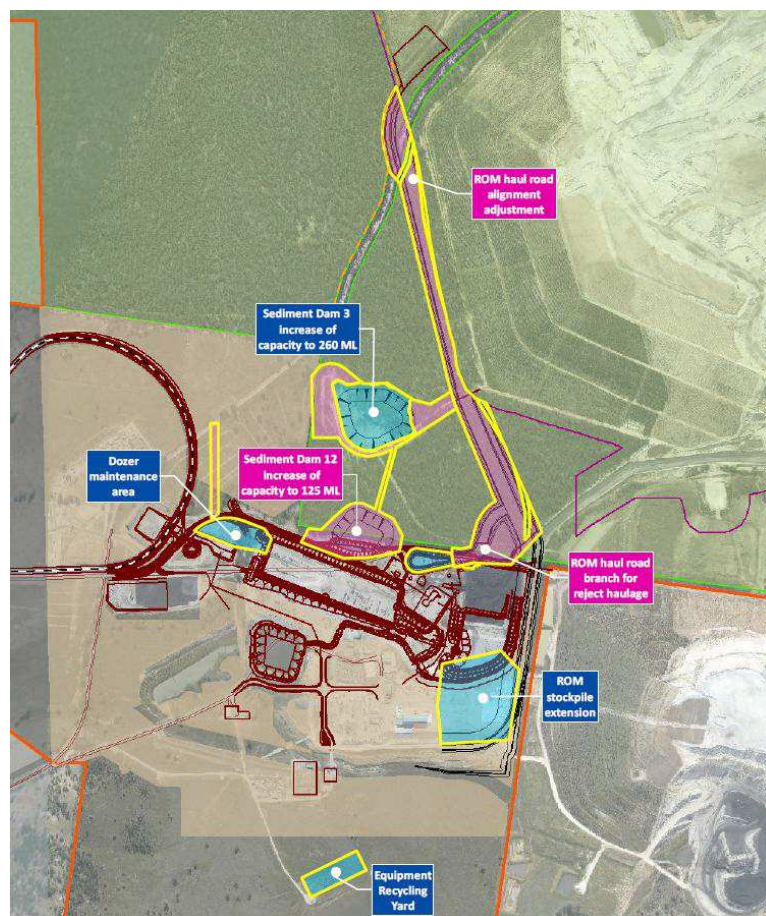 ROM haul road
alignment
adjustment
Sediment Dam 3
increase of
capacity to 260 ML
Sediment Dam 12
increase of
capacity to 125 ML
Dozer
maintenance
area
ROM haul road
branch for
reject haulage
ROM
stockpile
extension
Equipment
Recycling
Yard